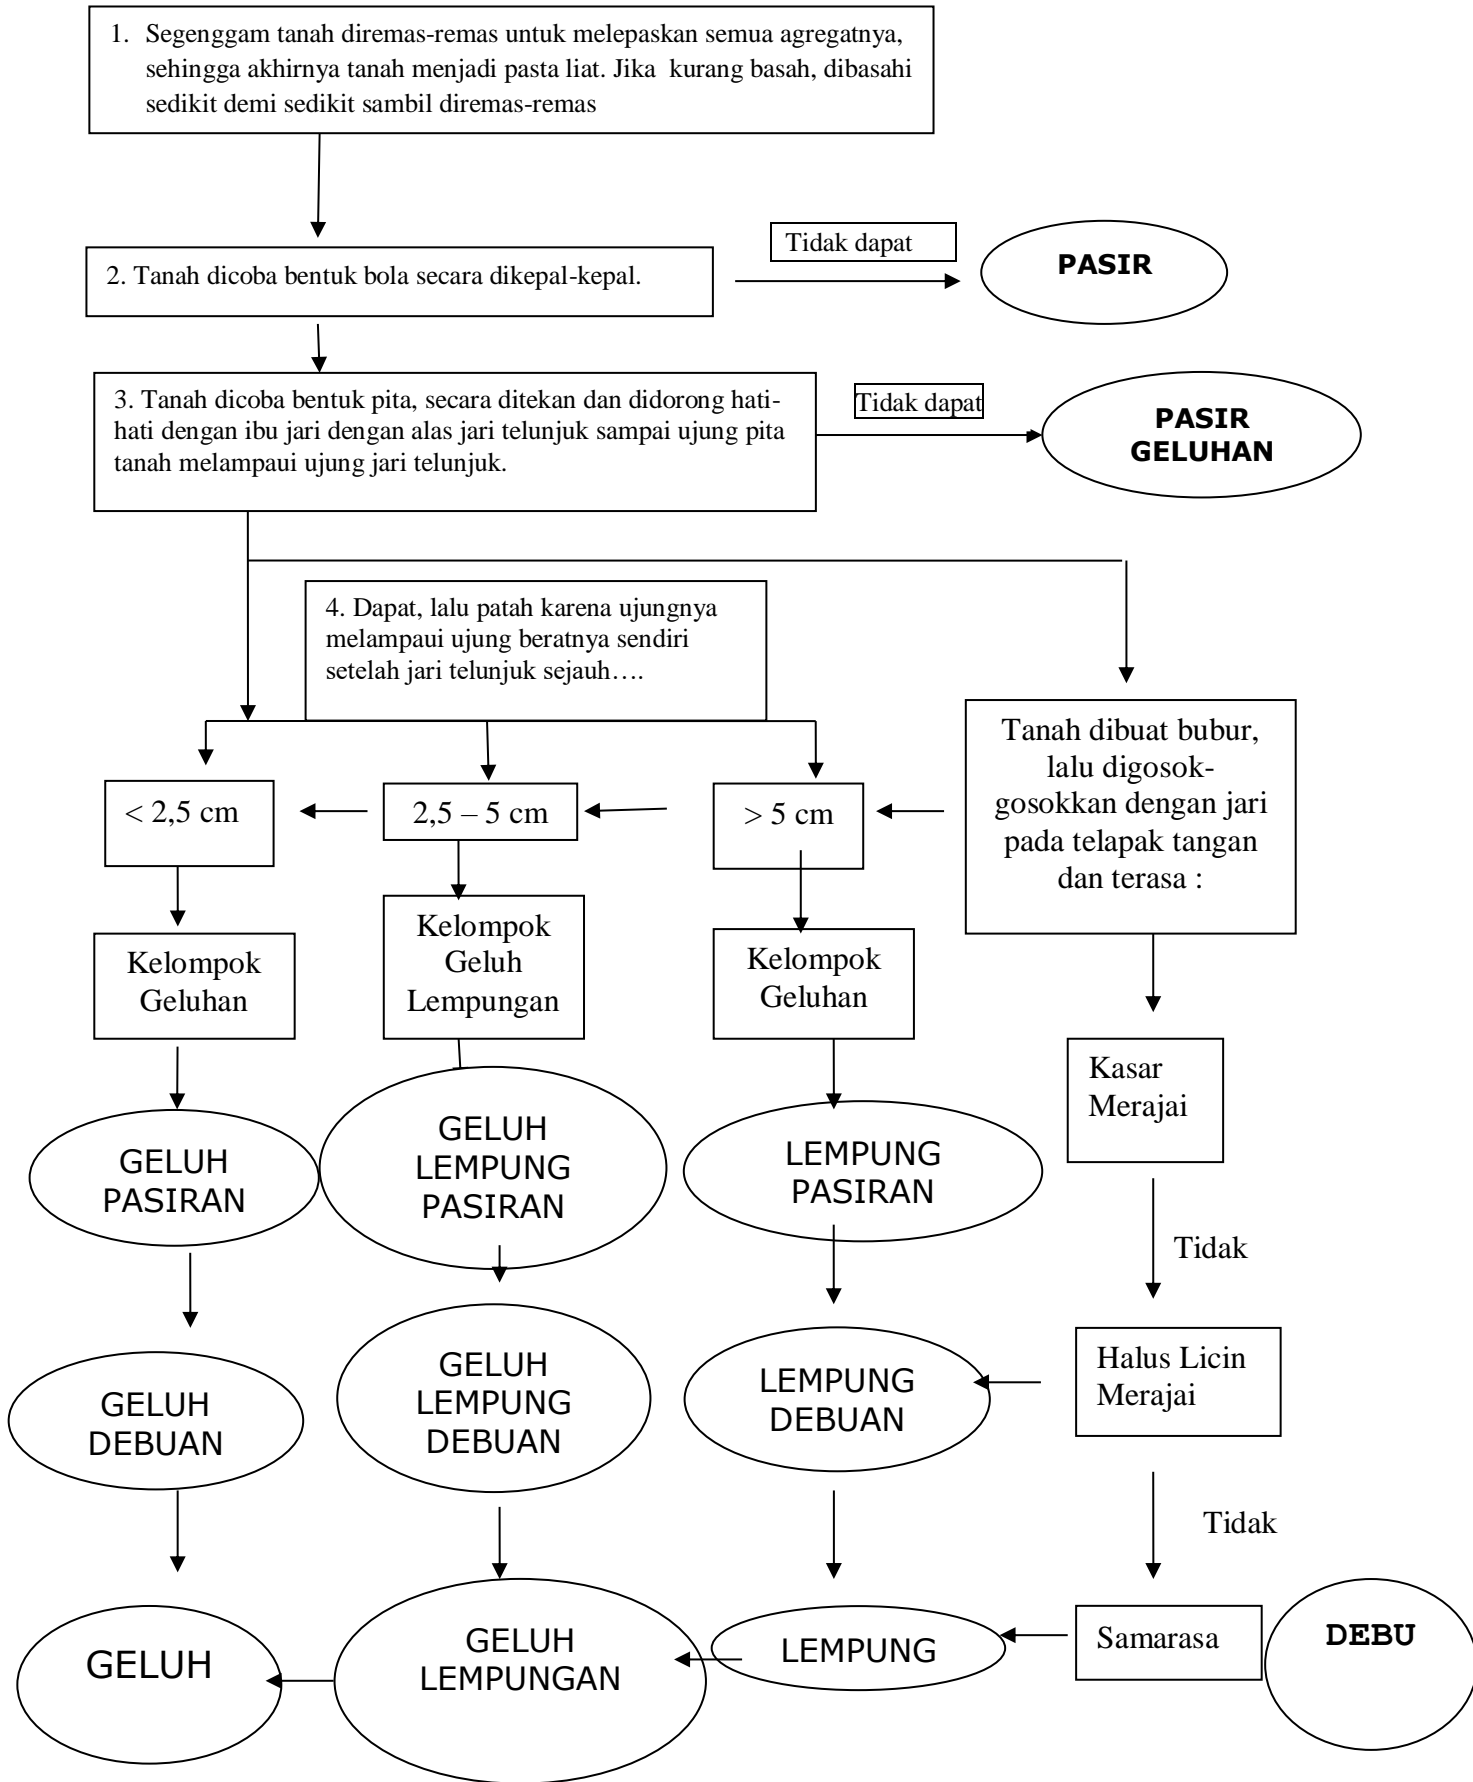 1. Segenggam tanah diremas-remas untuk melepaskan semua agregatnya,
sehingga akhirnya tanah menjadi pasta liat. Jika kurang basah, dibasahi
sedikit demi sedikit sambil diremas-remas
Tidak dapat
PASIR
2. Tanah dicoba bentuk bola secara dikepal-kepal.
3. Tanah dicoba bentuk pita, secara ditekan dan didorong hati-
hati dengan ibu jari dengan alas jari telunjuk sampai ujung pita
tanah melampaui ujung jari telunjuk.
Tidak dapat
PASIR
GELUHAN
4. Dapat, lalu patah karena ujungnya
melampaui ujung beratnya sendiri
setelah jari telunjuk sejauh….
Tanah dibuat bubur,
lalu digosok-
gosokkan dengan jari
pada telapak tangan
dan terasa :
< 2,5 cm
2,5 – 5 cm
> 5 cm
Kelompok
Geluhan
Kelompok
Geluh
Lempungan
Kelompok
Geluhan
Kasar
Merajai
GELUH
PASIRAN
GELUH
LEMPUNG
PASIRAN
LEMPUNG
PASIRAN
Tidak
GELUH
DEBUAN
GELUH
LEMPUNG
DEBUAN
LEMPUNG
DEBUAN
Halus Licin
Merajai
Tidak
GELUH
GELUH
LEMPUNGAN
LEMPUNG
Samarasa
DEBU